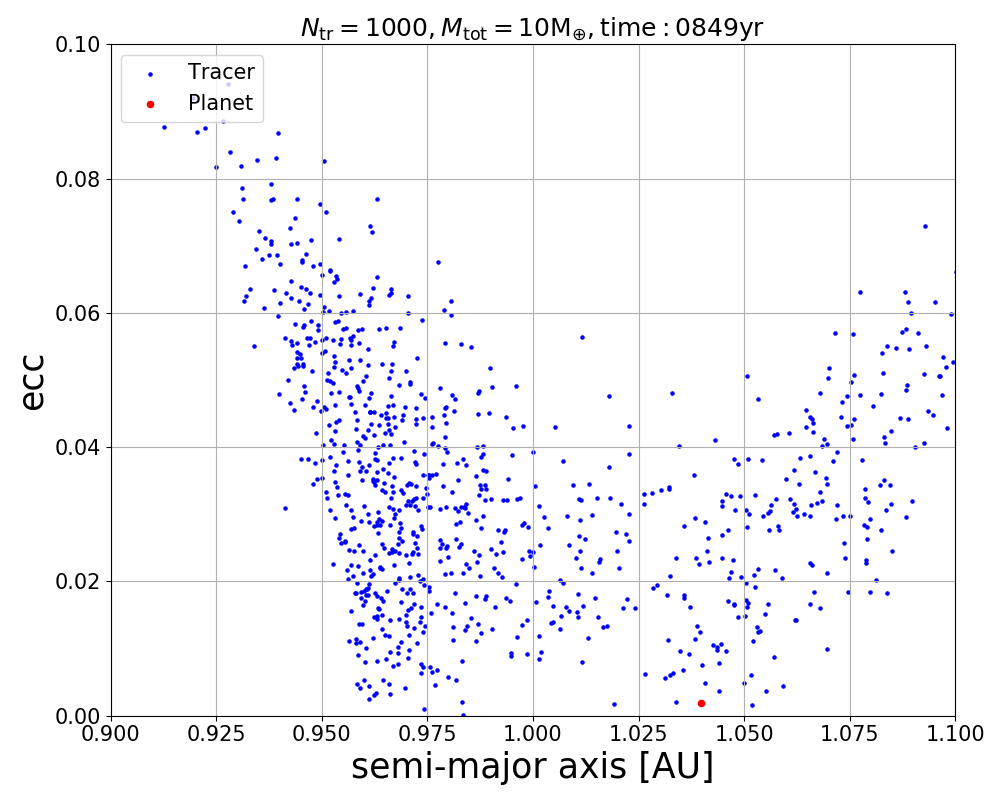 N_tr = 1000, M_tot = 10M_⊕, time : 0849yr
Tracer
Planet
0.10
0.08
0.06
0.04
0.02
0.00
ecc
0.900 0.925 0.950 0.975 1.000 1.025 1.050 1.075 1.100
semi-major axis [AU]